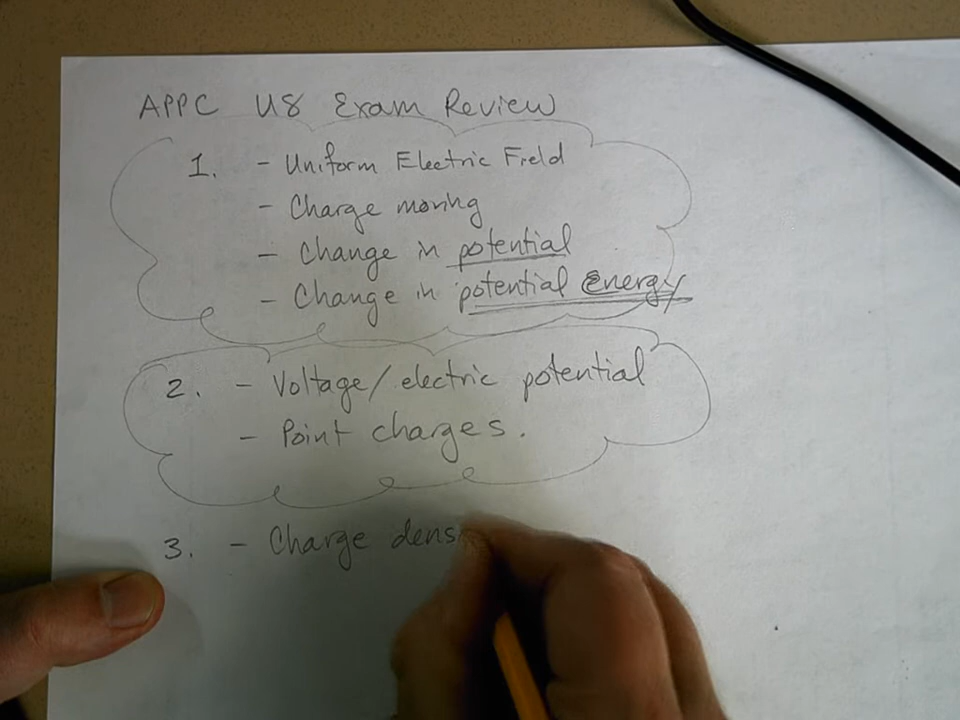 APPC U8 Exam Review
1. - Uniform Electric Field
- Charge moving
- Change in potential
- Change in potential Energy
2. - Voltage/electric potential
- Point charges.
3. - Charge dens